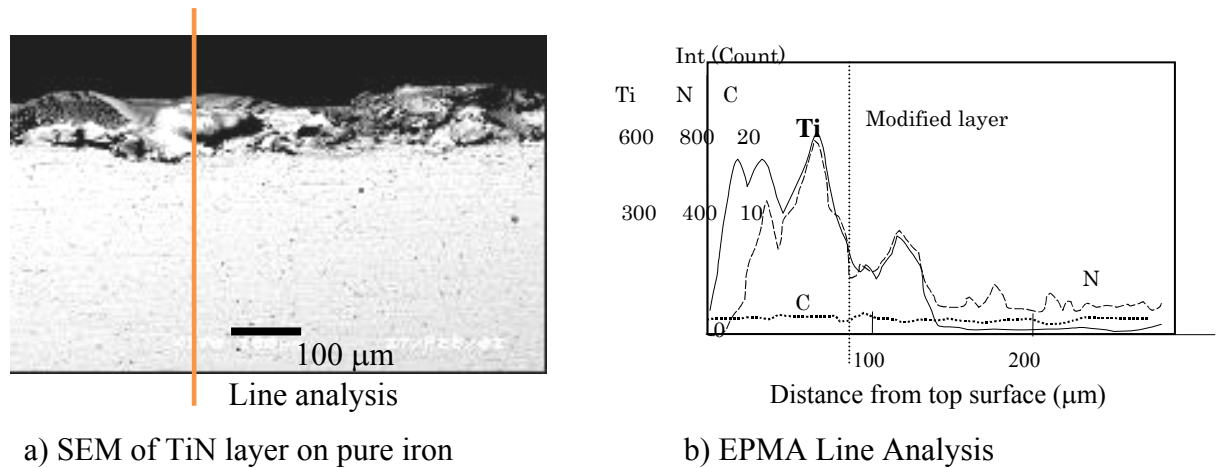 100 μm
Line analysis
a) SEM of TiN layer on pure iron
Int (Count)
Ti N C
600 800 20
300 400 10
0
Ti
Modified layer
C
N
100 200
Distance from top surface (μm)
b) EPMA Line Analysis